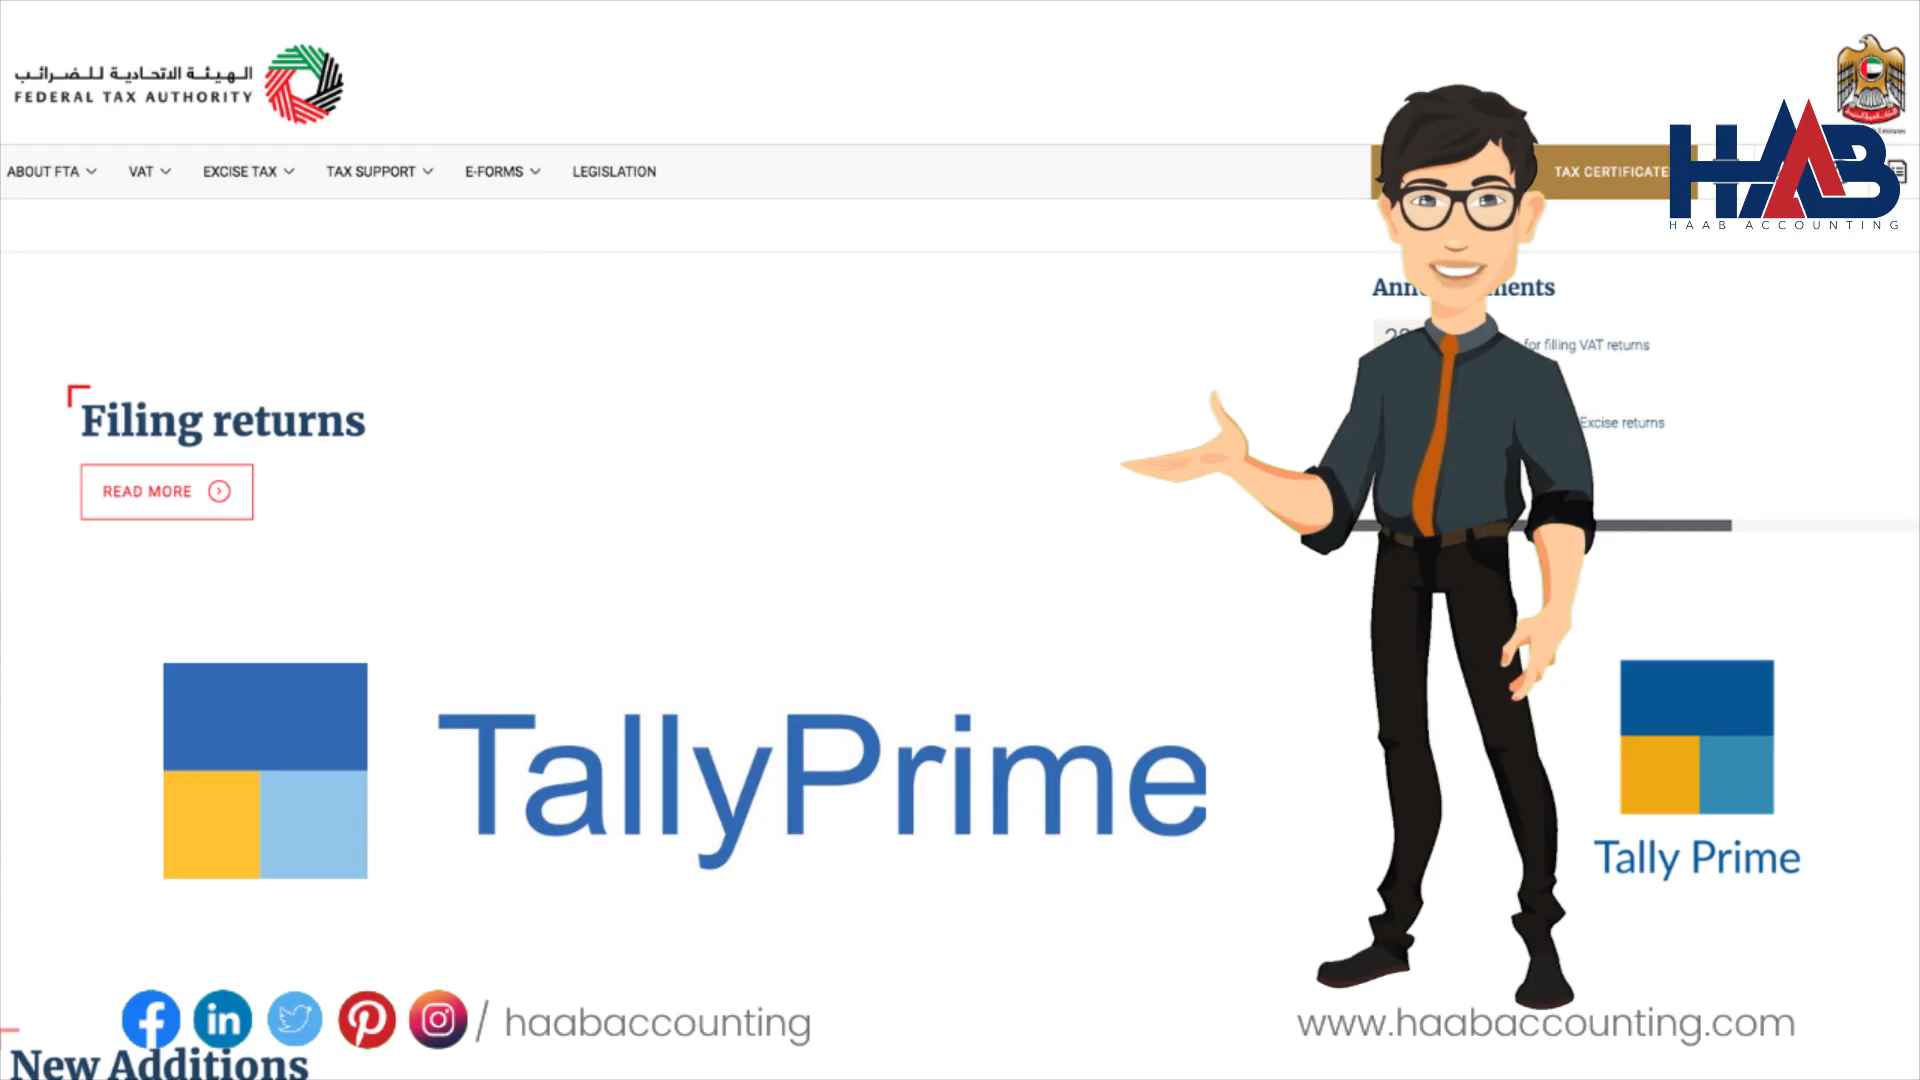 الهيئة الاتحادية للضرائب
FEDERAL TAX AUTHORITY
ABOUT FTA
VAT
EXCISE TAX
TAX SUPPORT
E-FORMS
LEGISLATION
TAX CERTIFICATE
HAAB
HAAB ACCOUNTING
for filling VAT returns
Excise returns
Filing returns
READ MORE
TallyPrime
Tally Prime
/ haabaccounting
www.haabaccounting.com
New Additions